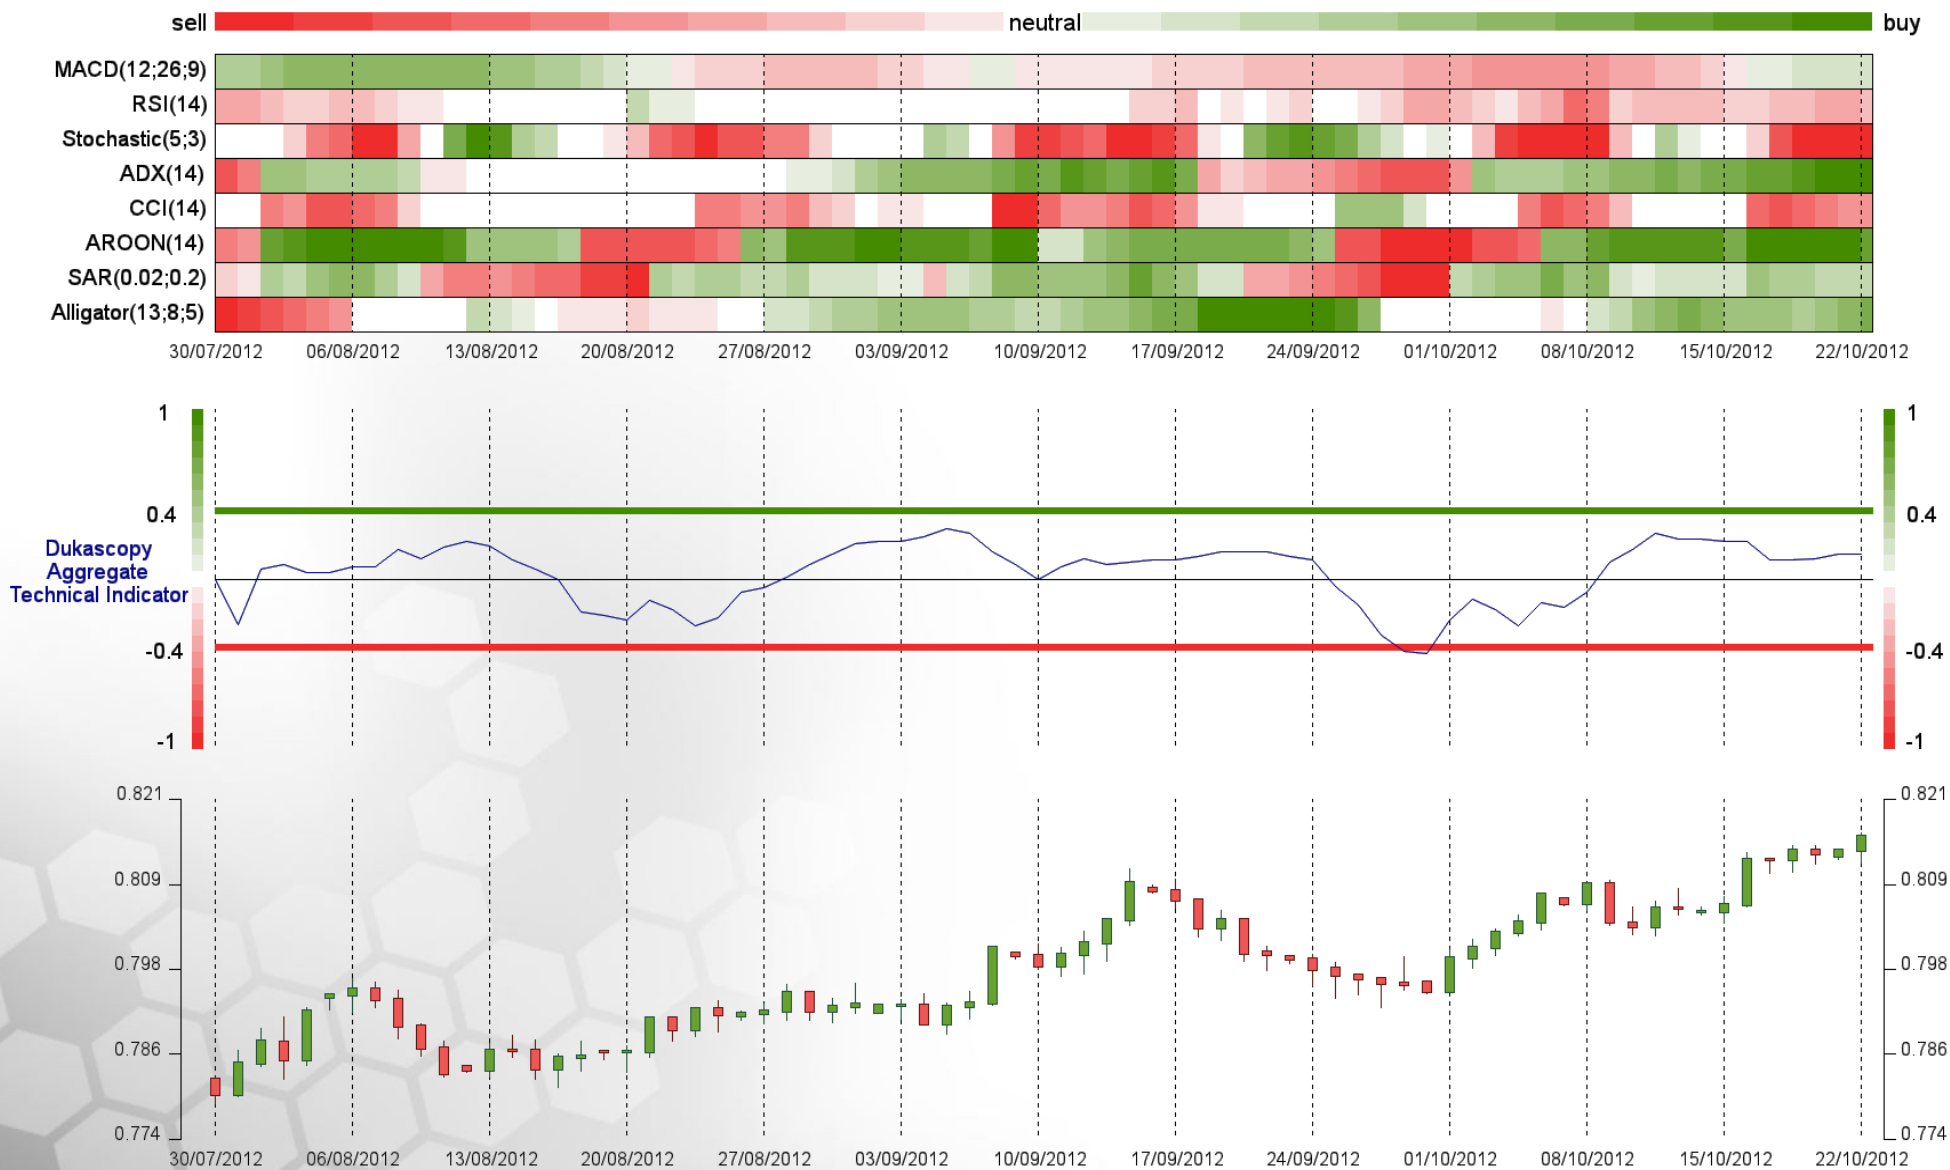 sell neutral buy
MACD(12;26;9)
RSI(14)
Stochastic(5;3)
ADX(14)
CCI(14)
AROON(14)
SAR(0.02;0.2)
Alligator(13;8;5)
30/07/2012 06/08/2012 13/08/2012 20/08/2012 27/08/2012 03/09/2012 10/09/2012 17/09/2012 24/09/2012 01/10/2012 08/10/2012 15/10/2012 22/10/2012
1 1
0.4 0.4
Dukascopy
Aggregate
Technical Indicator
-0.4 -0.4
-1 -1
0.821 0.821
0.809 0.809
0.798 0.798
0.786 0.786
0.774 0.774
30/07/2012 06/08/2012 13/08/2012 20/08/2012 27/08/2012 03/09/2012 10/09/2012 17/09/2012 24/09/2012 01/10/2012 08/10/2012 15/10/2012 22/10/2012